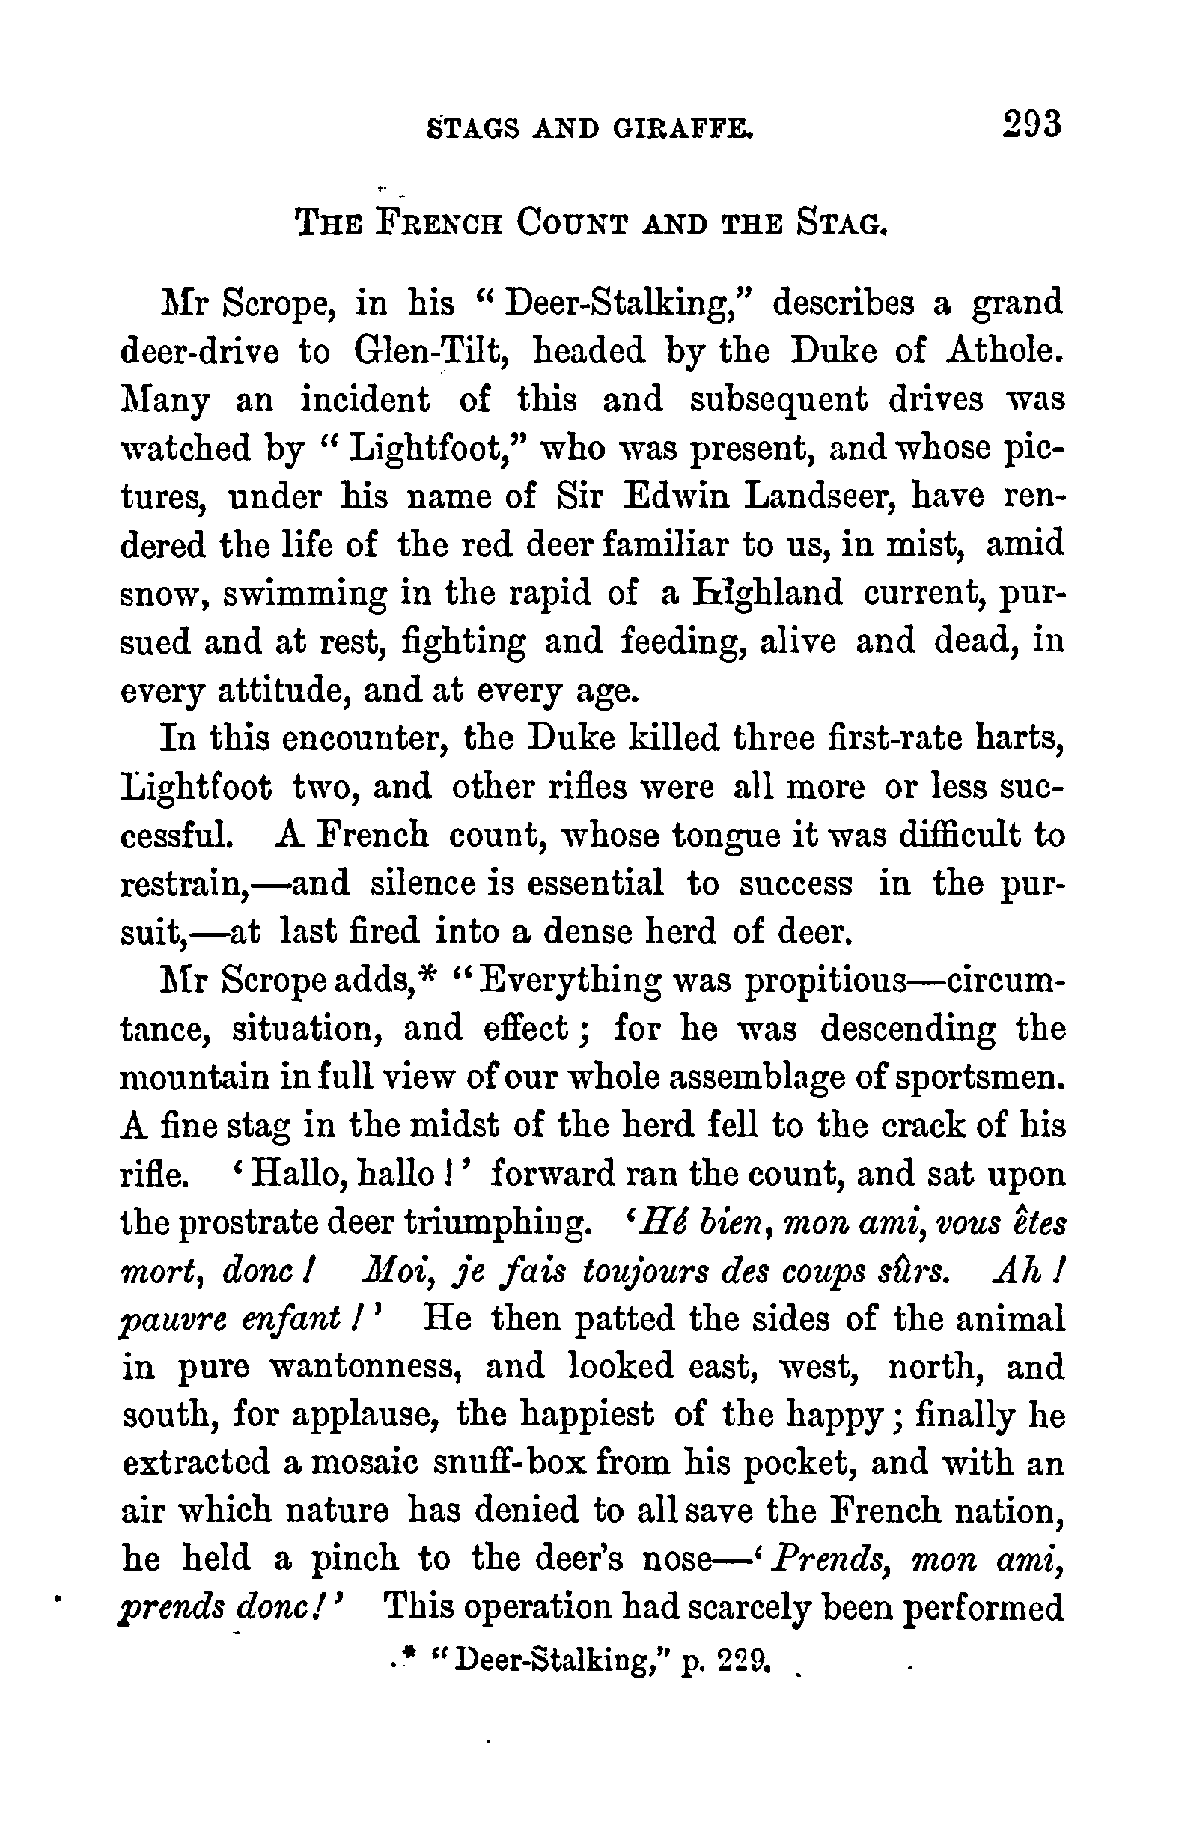 STAGS AND GIRAFFE. 293
THE FRENCH COUNT AND THE STAG.
Mr Scrope, in his “Deer-Stalking,” describes a grand
deer-drive to Glen-Tilt, headed by the Duke of Athole.
Many an incident of this and subsequent drives was
watched by “Lightfoot,” who was present, and whose pic-
tures, under his name of Sir Edwin Landseer, have ren-
dered the life of the red deer familiar to us, in mist, amid
snow, swimming in the rapid of a Highland current, pur-
sued and at rest, fighting and feeding, alive and dead, in
every attitude, and at every age.
In this encounter, the Duke killed three first-rate harts,
Lightfoot two, and other rifles were all more or less suc-
cessful. A French count, whose tongue it was difficult to
restrain,—and silence is essential to success in the pur-
suit,—at last fired into a dense herd of deer.
Mr Scrope adds,* “Everything was propitious—circum-
tance, situation, and effect; for he was descending the
mountain in full view of our whole assemblage of sportsmen.
A fine stag in the midst of the herd fell to the crack of his
rifle. ‘Hallo, hallo!’ forward ran the count, and sat upon
the prostrate deer triumphing. ‘Hé bien, mon ami, vous êtes
mort, donc! Moi, je fais toujours des coups sûrs. Ah!
pauvre enfant!’ He then patted the sides of the animal
in pure wantonness, and looked east, west, north, and
south, for applause, the happiest of the happy; finally he
extracted a mosaic snuff-box from his pocket, and with an
air which nature has denied to all save the French nation,
he held a pinch to the deer’s nose—‘Prends, mon ami,
prends donc!’ This operation had scarcely been performed
* “Deer-Stalking,” p. 229.